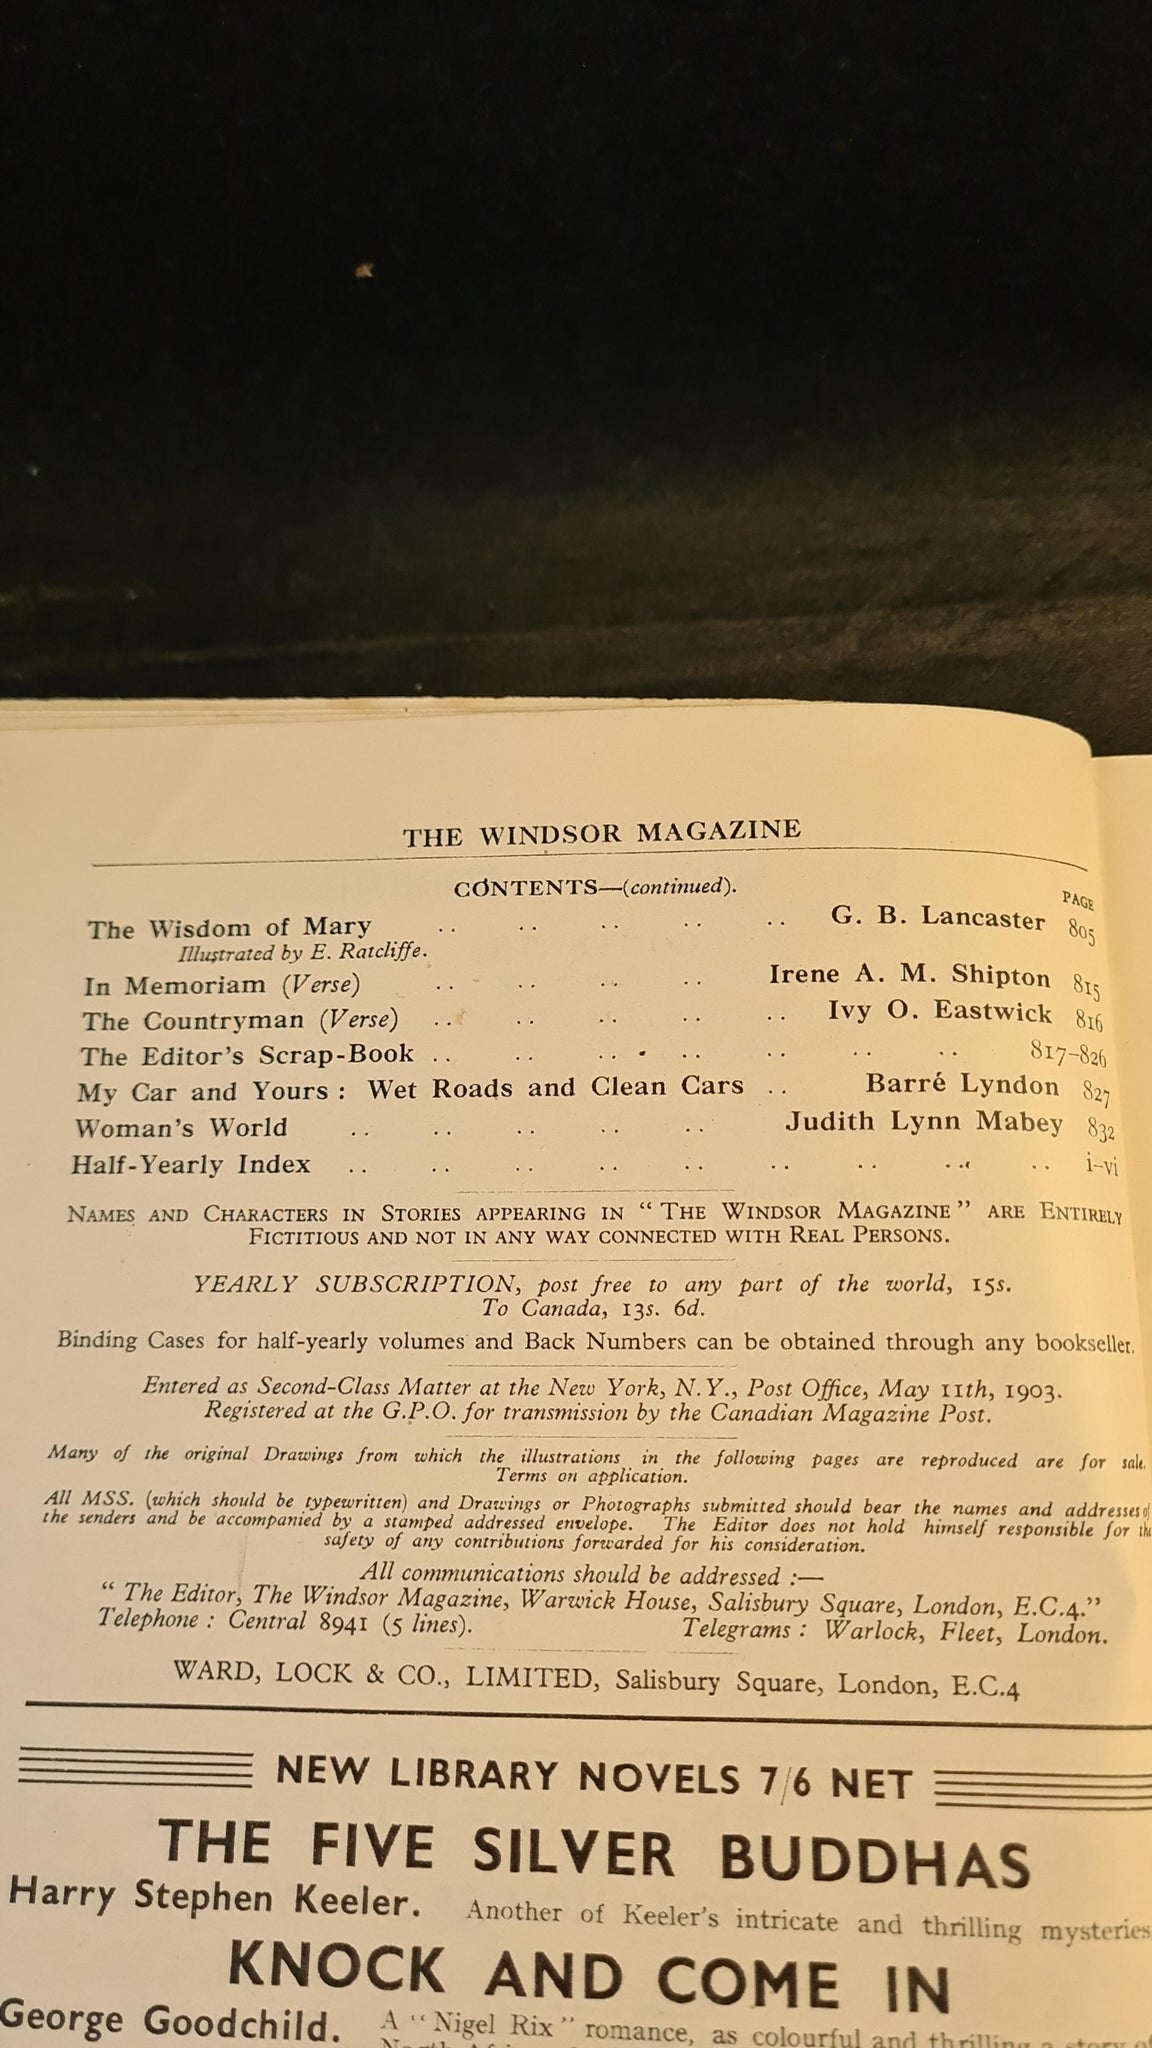 THE WINDSOR MAGAZINE
CONTENTS—(continued).
PAGE
The Wisdom of Mary .. .. .. .. .. G. B. Lancaster 805
Illustrated by E. Ratcliffe.
In Memoriam (Verse) .. .. .. .. Irene A. M. Shipton 815
The Countryman (Verse) .. .. .. .. .. Ivy O. Eastwick 816
The Editor's Scrap-Book .. .. .. .. .. .. .. 817-826
My Car and Yours: Wet Roads and Clean Cars .. Barré Lyndon 827
Woman's World .. .. .. .. .. Judith Lynn Mabey 832
Half-Yearly Index .. .. .. .. .. .. .. .. .. i-vi
NAMES AND CHARACTERS IN STORIES APPEARING IN "THE WINDSOR MAGAZINE" ARE ENTIRELY
FICTITIOUS AND NOT IN ANY WAY CONNECTED WITH REAL PERSONS.
YEARLY SUBSCRIPTION, post free to any part of the world, 15s.
To Canada, 13s. 6d.
Binding Cases for half-yearly volumes and Back Numbers can be obtained through any bookseller.
Entered as Second-Class Matter at the New York, N.Y., Post Office, May 11th, 1903.
Registered at the G.P.O. for transmission by the Canadian Magazine Post.
Many of the original Drawings from which the illustrations in the following pages are reproduced are for sale.
Terms on application.
All MSS. (which should be typewritten) and Drawings or Photographs submitted should bear the names and addresses of
the senders and be accompanied by a stamped addressed envelope. The Editor does not hold himself responsible for the
safety of any contributions forwarded for his consideration.
All communications should be addressed :—
"The Editor, The Windsor Magazine, Warwick House, Salisbury Square, London, E.C.4."
Telephone: Central 8941 (5 lines). Telegrams: Warlock, Fleet, London.
WARD, LOCK & CO., LIMITED, Salisbury Square, London, E.C.4
NEW LIBRARY NOVELS 7/6 NET
THE FIVE SILVER BUDDHAS
Harry Stephen Keeler. Another of Keeler's intricate and thrilling mysteries
KNOCK AND COME IN
George Goodchild. A "Nigel Rix" romance, as colourful and thrilling a story of